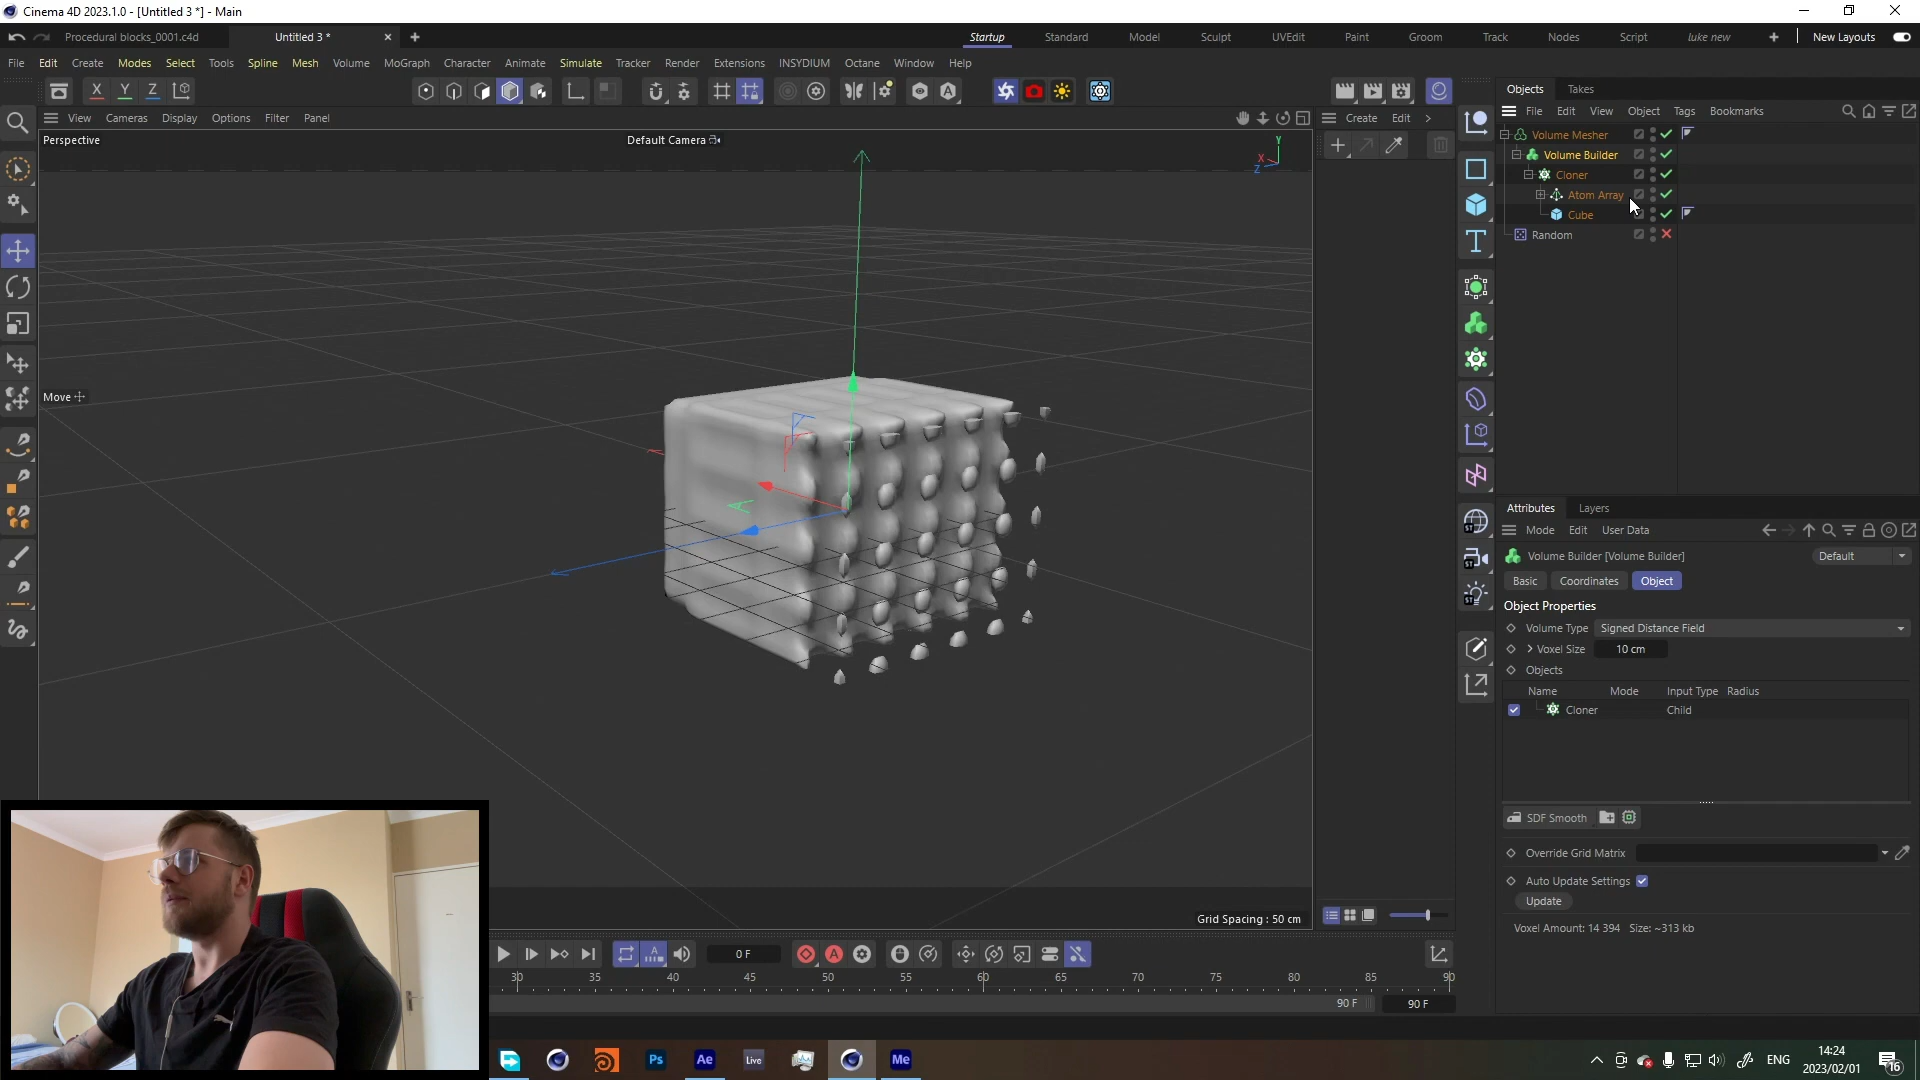 Cinema 4D 2023.1.0 - [Untitled 3 *] - Main
Procedural blocks_0001.c4d
Untitled 3 *
Startup
Standard
Model
Sculpt
UVEdit
Paint
Groom
Track
Nodes
Script
luke new
New Layouts
File Edit Create Modes Select Tools Spline Mesh Volume MoGraph Character Animate Simulate Tracker Render Extensions INSYDIUM Octane Window Help
X Y Z
View Cameras Display Options Filter Panel
Perspective
Default Camera
Y
X
Z
Move
Grid Spacing : 50 cm
Create Edit
Objects Takes
File Edit View Object Tags Bookmarks
Volume Mesher
Volume Builder
Cloner
Atom Array
Cube
Random
Attributes Layers
Mode Edit User Data
Volume Builder [Volume Builder]
Default
Basic Coordinates Object
Object Properties
Volume Type Signed Distance Field
Voxel Size 10 cm
Objects
Name Mode Input Type Radius
Cloner Child
SDF Smooth
Override Grid Matrix
Auto Update Settings
Update
Voxel Amount: 14 394 Size: ~313 kb
0 F
30 35 40 45 50 55 60 65 70 75 80 85 90
90 F
90 F
Ps
Ae
Live
Me
ENG
14:24
2023/02/01
16